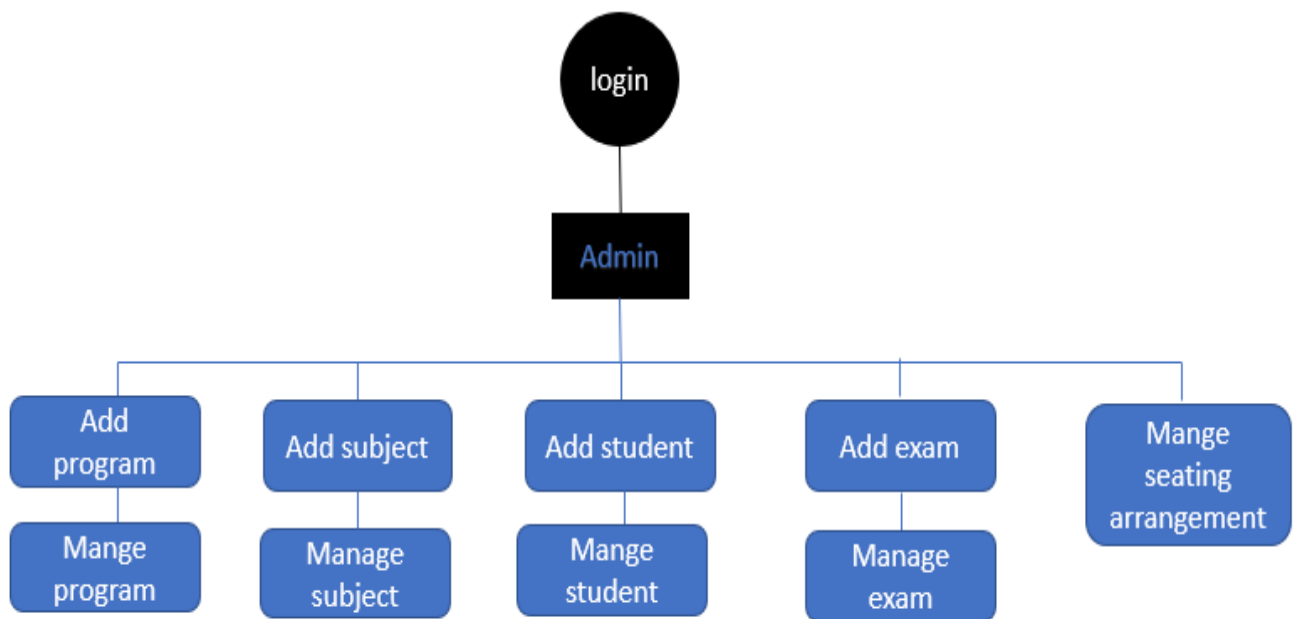 login
Admin
Add
program
Add subject
Add student
Add exam
Mange
seating
arrangement
Mange
program
Manage
subject
Mange
student
Manage
exam